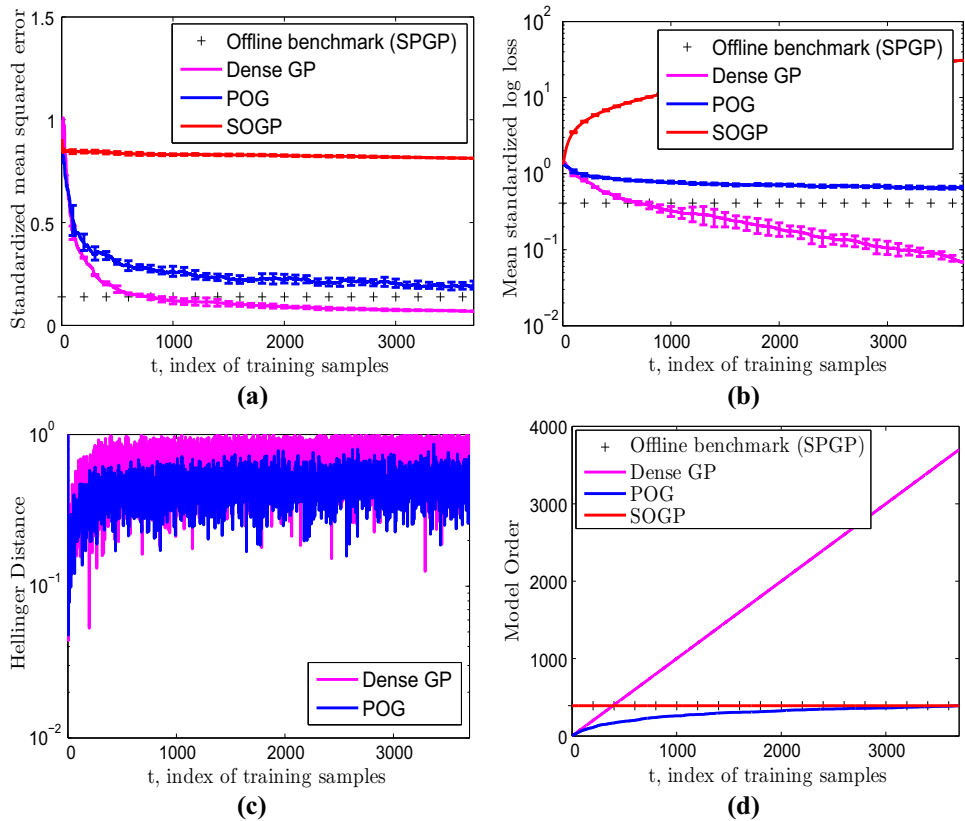 1.5
1
0.5
0
Standardized mean squared error
+ Offline benchmark (SPGP)
Dense GP
POG
SOGP
0 1000 2000 3000
t, index of training samples
(a)
10^2
10^1
10^0
10^-1
10^-2
Mean standardized log loss
+ Offline benchmark (SPGP)
Dense GP
POG
SOGP
0 1000 2000 3000
t, index of training samples
(b)
10^0
10^-1
10^-2
Hellinger Distance
Dense GP
POG
0 1000 2000 3000
t, index of training samples
(c)
4000
3000
2000
1000
0
Model Order
+ Offline benchmark (SPGP)
Dense GP
POG
SOGP
0 1000 2000 3000
t, index of training samples
(d)